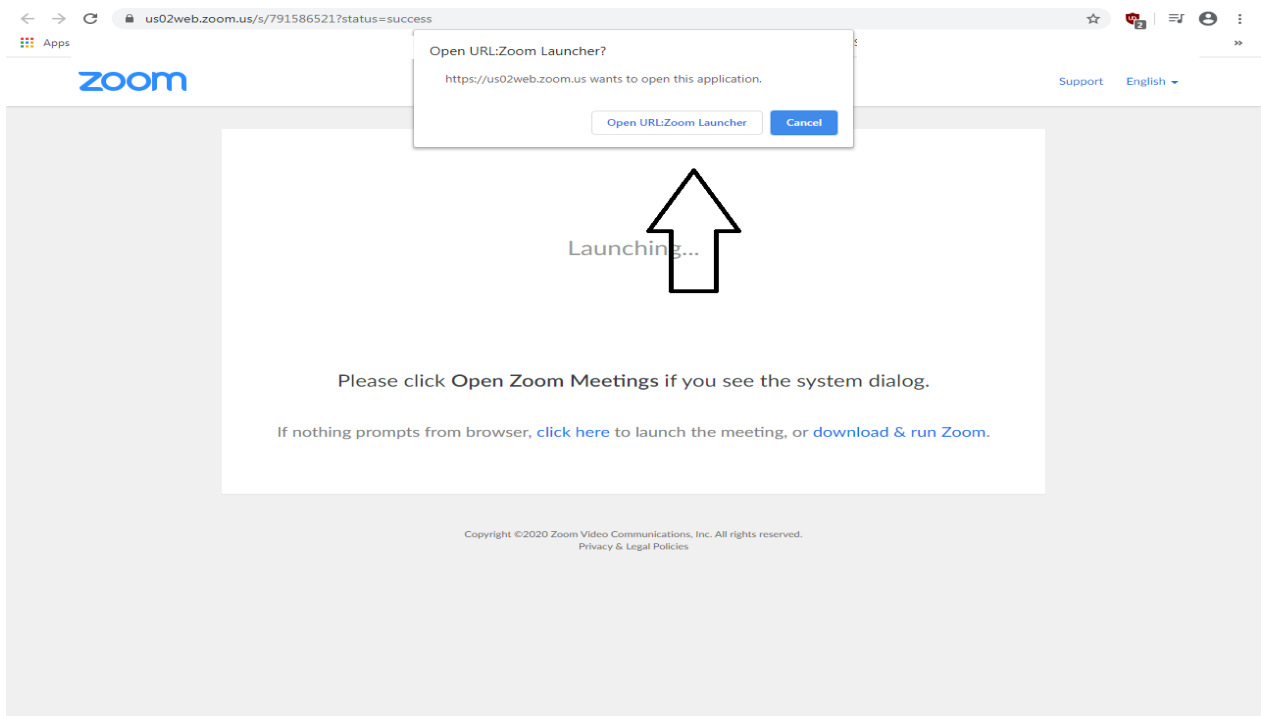 us02web.zoom.us/s/791586521?status=success
2
Apps
»
Open URL:Zoom Launcher?
https://us02web.zoom.us wants to open this application.
Open URL:Zoom Launcher Cancel
zoom
Support English
Launching...
Please click Open Zoom Meetings if you see the system dialog.
If nothing prompts from browser, click here to launch the meeting, or download & run Zoom.
Copyright ©2020 Zoom Video Communications, Inc. All rights reserved.
Privacy & Legal Policies